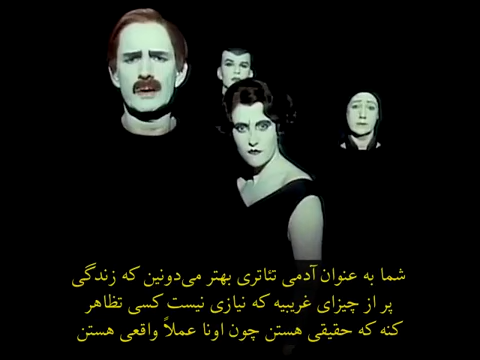 شما به عنوان آدمی تئاتری بهتر می‌دونین که زندگی
پر از چیزای غریبیه که نیازی نیست کسی تظاهر
کنه که حقیقی هستن چون اونا عملاً واقعی هستن